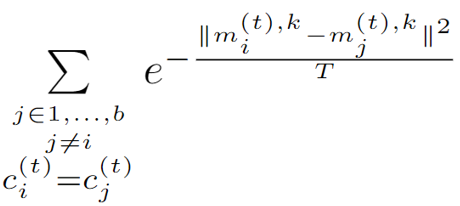 $$\sum_{\substack{j \in 1,\ldots,b \\ j \neq i \\ c_i^{(t)} = c_j^{(t)}}} e^{-\frac{\| m_i^{(t),k} - m_j^{(t),k} \|^2}{T}}$$